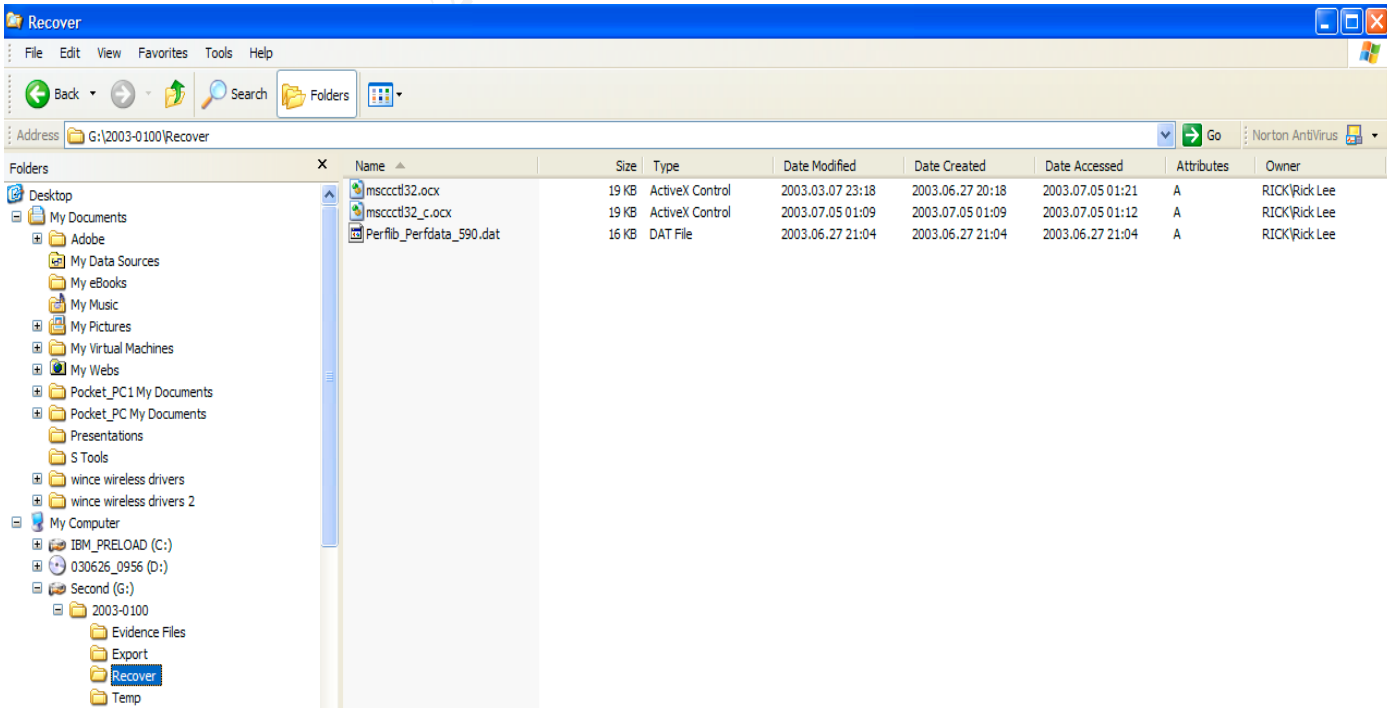 Recover
File Edit View Favorites Tools Help
Back Search Folders
Address G:\2003-0100\Recover Go Norton AntiVirus
Folders x Name Size Type Date Modified Date Created Date Accessed Attributes Owner
msccctl32.ocx 19 KB ActiveX Control 2003.03.07 23:18 2003.06.27 20:18 2003.07.05 01:21 A RICK\Rick Lee
msccctl32_c.ocx 19 KB ActiveX Control 2003.07.05 01:09 2003.07.05 01:09 2003.07.05 01:12 A RICK\Rick Lee
Perflib_Perfdata_590.dat 16 KB DAT File 2003.06.27 21:04 2003.06.27 21:04 2003.06.27 21:04 A RICK\Rick Lee
Desktop
My Documents
Adobe
My Data Sources
My eBooks
My Music
My Pictures
My Virtual Machines
My Webs
Pocket_PC1 My Documents
Pocket_PC My Documents
Presentations
S Tools
wince wireless drivers
wince wireless drivers 2
My Computer
IBM_PRELOAD (C:)
030626_0956 (D:)
Second (G:)
2003-0100
Evidence Files
Export
Recover
Temp